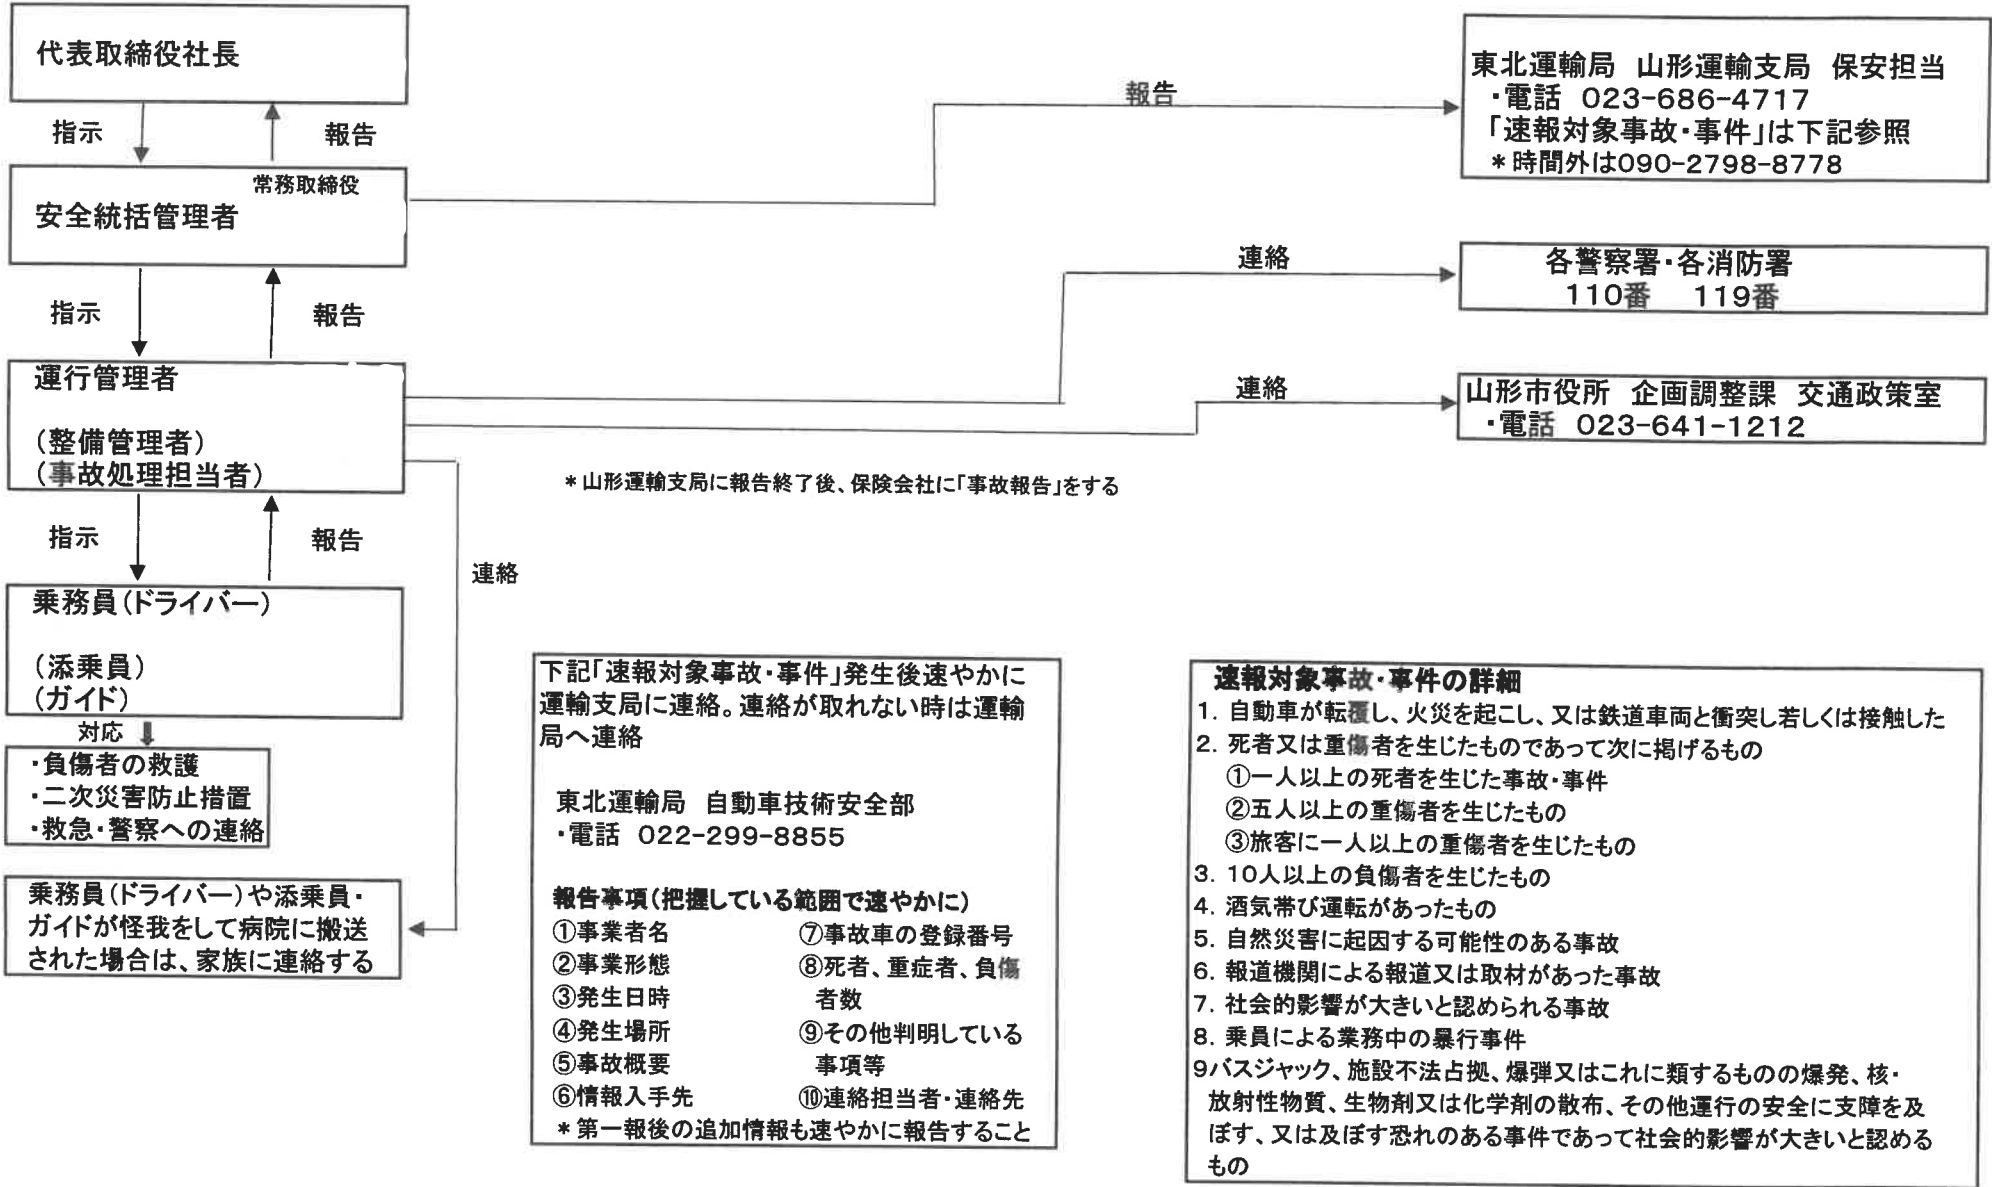 代表取締役社長
指示
報告
常務取締役
安全統括管理者
指示
報告
運行管理者
(整備管理者)
(事故処理担当者)
指示
報告
連絡
乗務員(ドライバー)
(添乗員)
(ガイド)
対応
・負傷者の救護
・二次災害防止措置
・救急・警察への連絡
乗務員(ドライバー)や添乗員・
ガイドが怪我をして病院に搬送
された場合は、家族に連絡する
報告
東北運輸局 山形運輸支局 保安担当
・電話 023-686-4717
「速報対象事故・事件」は下記参照
*時間外は090-2798-8778
連絡
各警察署・各消防署
110番 119番
連絡
山形市役所 企画調整課 交通政策室
・電話 023-641-1212
*山形運輸支局に報告終了後、保険会社に「事故報告」をする
下記「速報対象事故・事件」発生後速やかに
運輸支局に連絡。連絡が取れない時は運輸
局へ連絡
東北運輸局 自動車技術安全部
・電話 022-299-8855
報告事項(把握している範囲で速やかに)
①事業者名
②事業形態
③発生日時
④発生場所
⑤事故概要
⑥情報入手先
⑦事故車の登録番号
⑧死者、重症者、負傷
者数
⑨その他判明している
事項等
⑩連絡担当者・連絡先
*第一報後の追加情報も速やかに報告すること
速報対象事故・事件の詳細
1. 自動車が転覆し、火災を起こし、又は鉄道車両と衝突し若しくは接触した
2. 死者又は重傷者を生じたものであって次に掲げるもの
①一人以上の死者を生じた事故・事件
②五人以上の重傷者を生じたもの
③旅客に一人以上の重傷者を生じたもの
3. 10人以上の負傷者を生じたもの
4. 酒気帯び運転があったもの
5. 自然災害に起因する可能性のある事故
6. 報道機関による報道又は取材があった事故
7. 社会的影響が大きいと認められる事故
8. 乗員による業務中の暴行事件
9バスジャック、施設不法占拠、爆弾又はこれに類するものの爆発、核・
放射性物質、生物剤又は化学剤の散布、その他運行の安全に支障を及
ぼす、又は及ぼす恐れのある事件であって社会的影響が大きいと認める
もの